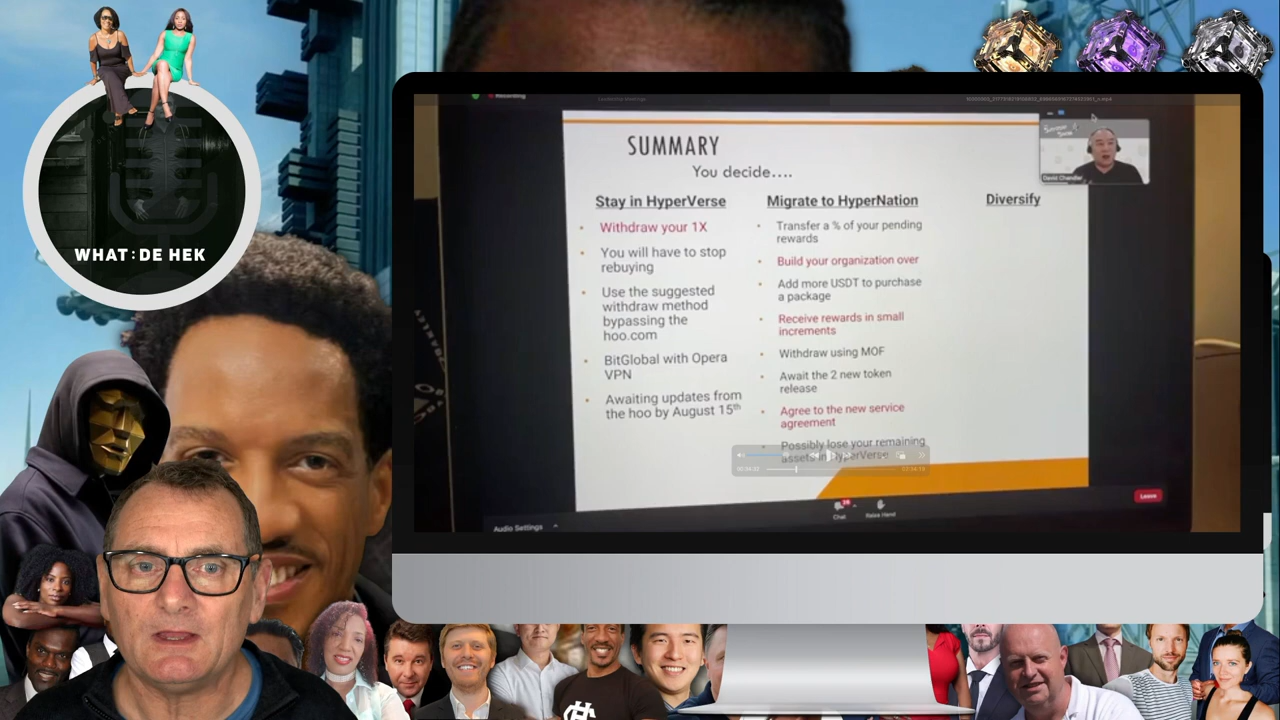 WHAT:DE HEK
Recording
SUMMARY
You decide....
David Chandler
Stay in HyperVerse
Withdraw your 1X
You will have to stop
rebuying
Use the suggested
withdraw method
bypassing the
hoo.com
BitGlobal with Opera
VPN
Awaiting updates from
the hoo by August 15th
Migrate to HyperNation
Transfer a % of your pending
rewards
Build your organization over
Add more USDT to purchase
a package
Receive rewards in small
increments
Withdraw using MOF
Await the 2 new token
release
Agree to the new service
agreement
Possibly lose your remaining
assets in HyperVerse
Diversify
Audio Settings
Chat
Raise Hand
Leave